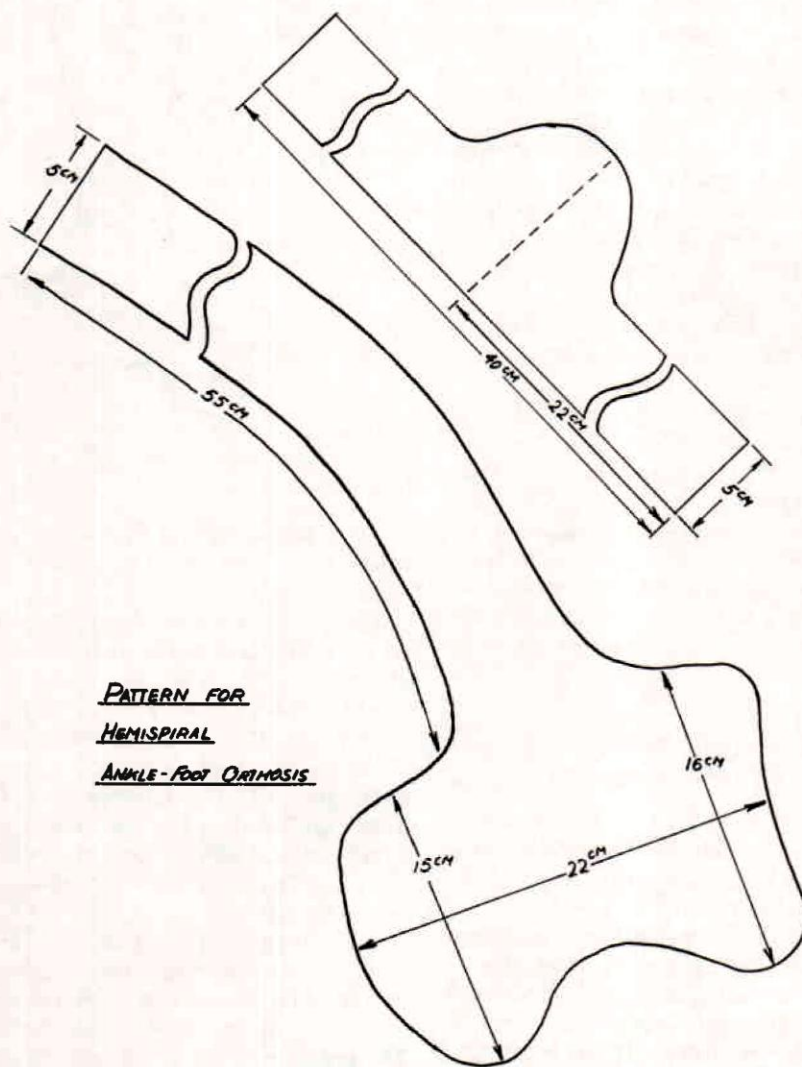 5CM
55CM
40CM
22CM
5CM
PATTERN FOR
HEMISPIRAL
ANKLE-FOOT ORTHOSIS
16CM
15CM
22CM